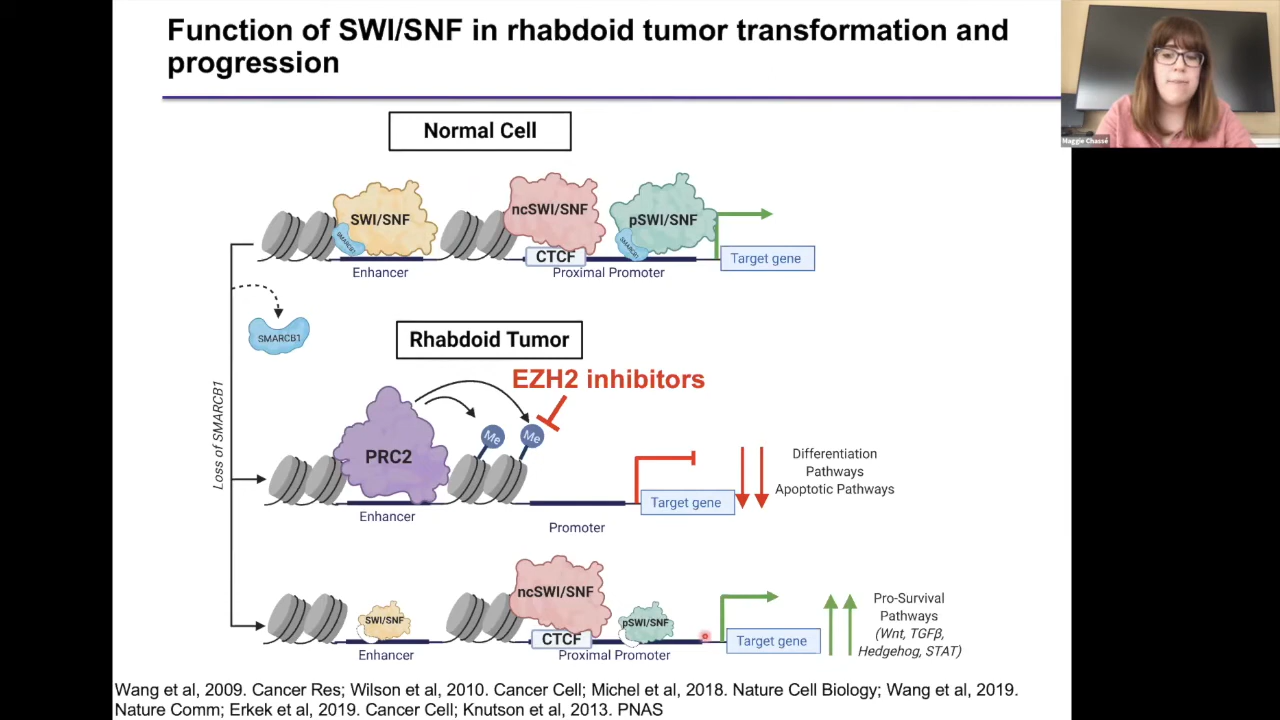 Function of SWI/SNF in rhabdoid tumor transformation and
progression
Maggie Chassé
Normal Cell
SWI/SNF
SMARCB1
ncSWI/SNF
pSWI/SNF
SMARCB1
CTCF
Target gene
Enhancer
Proximal Promoter
SMARCB1
Loss of SMARCB1
Rhabdoid Tumor
EZH2 inhibitors
PRC2
Me
Me
Target gene
Enhancer
Promoter
Differentiation
Pathways
Apoptotic Pathways
SWI/SNF
ncSWI/SNF
pSWI/SNF
CTCF
Target gene
Enhancer
Proximal Promoter
Pro-Survival
Pathways
(Wnt, TGFβ,
Hedgehog, STAT)
Wang et al, 2009. Cancer Res; Wilson et al, 2010. Cancer Cell; Michel et al, 2018. Nature Cell Biology; Wang et al, 2019.
Nature Comm; Erkek et al, 2019. Cancer Cell; Knutson et al, 2013. PNAS